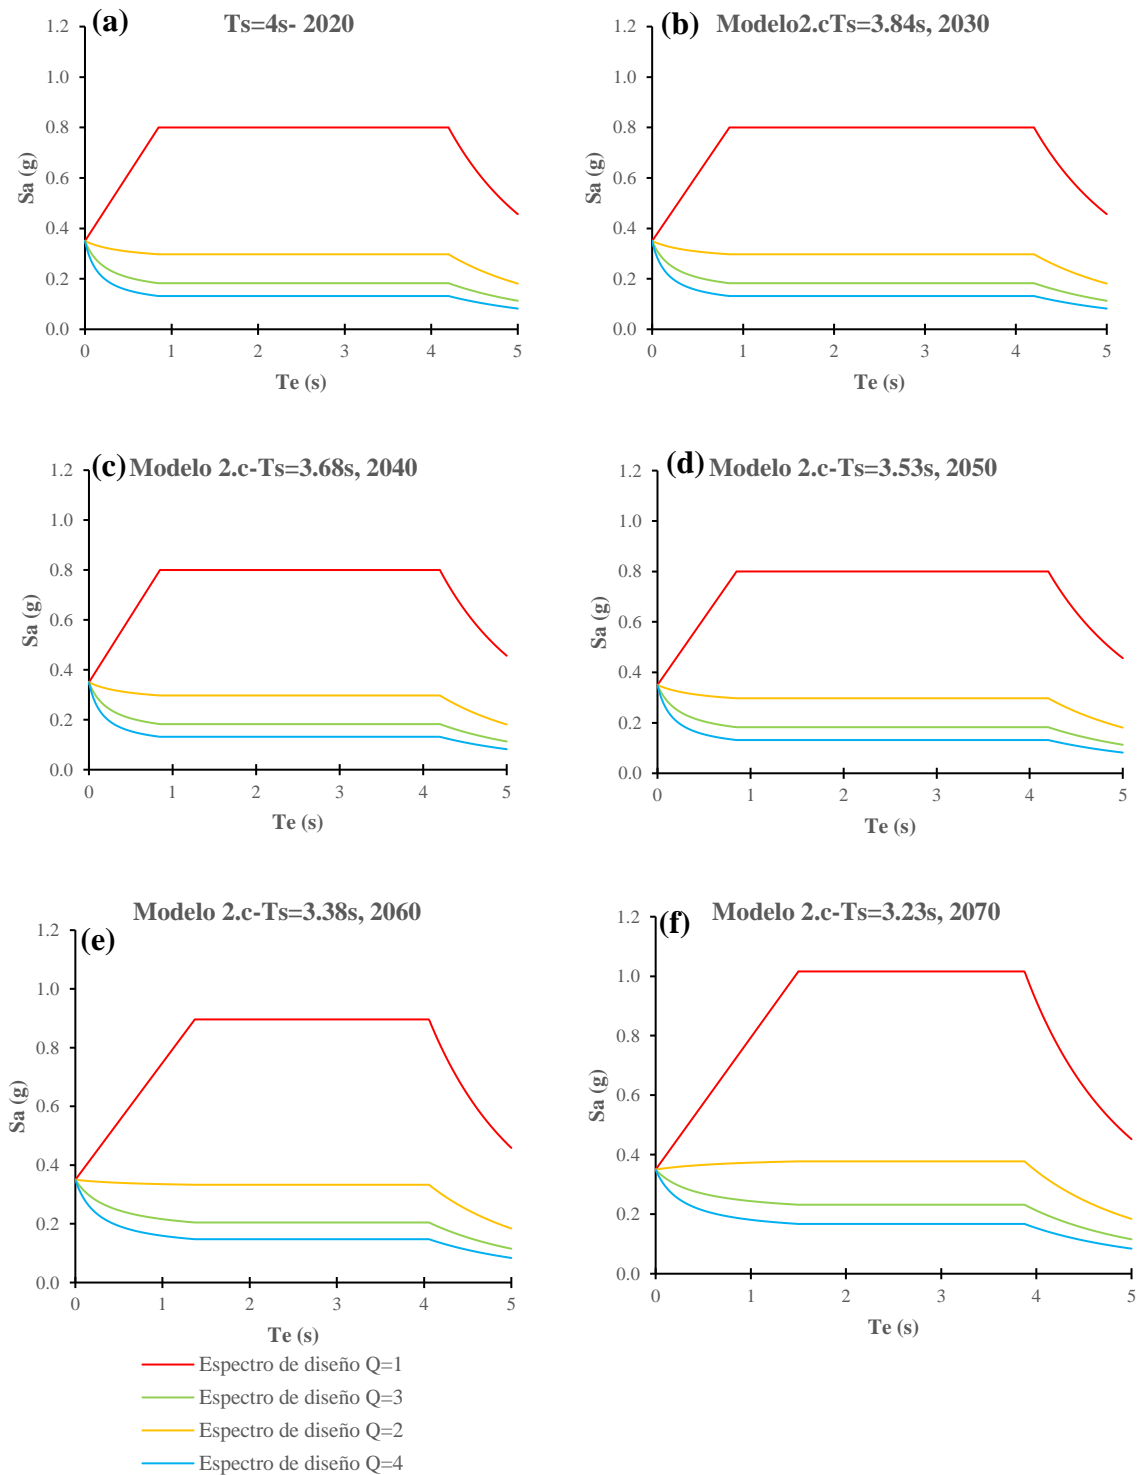 (a) Ts=4s- 2020
1.2
1.0
0.8
0.6
0.4
0.2
0.0
Sa (g)
0 1 2 3 4 5
Te (s)
(b) Modelo2.cTs=3.84s, 2030
1.2
1.0
0.8
0.6
0.4
0.2
0.0
Sa (g)
0 1 2 3 4 5
Te (s)
(c) Modelo 2.c-Ts=3.68s, 2040
1.2
1.0
0.8
0.6
0.4
0.2
0.0
Sa (g)
0 1 2 3 4 5
Te (s)
(d) Modelo 2.c-Ts=3.53s, 2050
1.2
1.0
0.8
0.6
0.4
0.2
0.0
Sa (g)
0 1 2 3 4 5
Te (s)
(e) Modelo 2.c-Ts=3.38s, 2060
1.2
1.0
0.8
0.6
0.4
0.2
0.0
Sa (g)
0 1 2 3 4 5
Te (s)
(f) Modelo 2.c-Ts=3.23s, 2070
1.2
1.0
0.8
0.6
0.4
0.2
0.0
Sa (g)
0 1 2 3 4 5
Te (s)
Espectro de diseño Q=1
Espectro de diseño Q=3
Espectro de diseño Q=2
Espectro de diseño Q=4